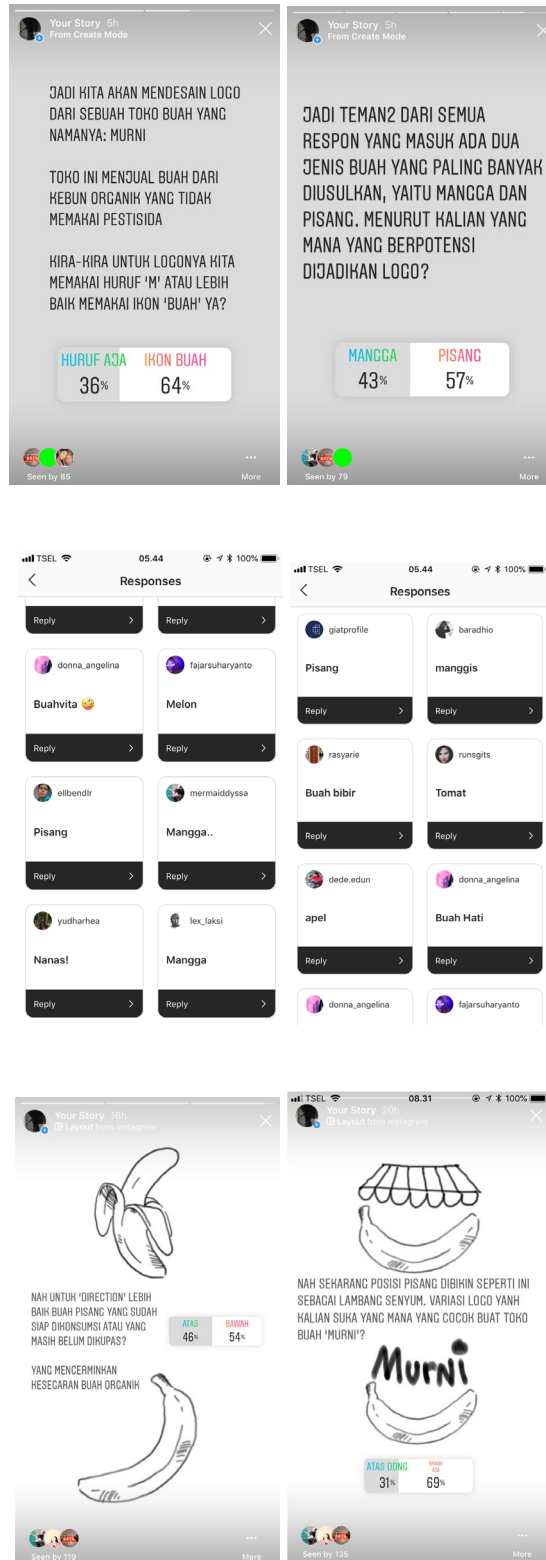 Your Story 5h
From Create Mode
JADI KITA AKAN MENDESAIN LOGO
DARI SEBUAH TOKO BUAH YANG
NAMANYA: MURNI
TOKO INI MENJUAL BUAH DARI
KEBUN ORGANIK YANG TIDAK
MEMAKAI PESTISIDA
KIRA-KIRA UNTUK LOGONYA KITA
MEMAKAI HURUF 'M' ATAU LEBIH
BAIK MEMAKAI IKON 'BUAH' YA?
HURUF AJA IKON BUAH
36% 64%
Seen by 85
More
Your Story 5h
From Create Mode
JADI TEMAN2 DARI SEMUA
RESPON YANG MASUK ADA DUA
JENIS BUAH YANG PALING BANYAK
DIUSULKAN, YAITU MANGGA DAN
PISANG. MENURUT KALIAN YANG
MANA YANG BERPOTENSI
DIJADIKAN LOGO?
MANGGA PISANG
43% 57%
Seen by 79
More
TSEL 05.44 100%
Responses
Reply Reply
donna_angelina fajarsuharyanto
Buahvita 🤪 Melon
Reply Reply
ellbendlr mermaiddyssa
Pisang Mangga..
Reply Reply
yudharhea lex_laksi
Nanas! Mangga
Reply Reply
TSEL 05.44 100%
Responses
giatprofile baradhio
Pisang manggis
Reply Reply
rasyarie runsgits
Buah bibir Tomat
Reply Reply
dede.edun donna_angelina
apel Buah Hati
Reply Reply
donna_angelina fajarsuharyanto
Your Story 16h
Layout from Instagram
NAH UNTUK 'DIRECTION' LEBIH
BAIK BUAH PISANG YANG SUDAH
SIAP DIKONSUMSI ATAU YANG
MASIH BELUM DIKUPAS?
YANG MENCERMINKAN
KESEGARAN BUAH ORGANIK
ATAS BAWAH
46% 54%
Seen by 119
More
TSEL 08.31 100%
Your Story 20h
Layout from Instagram
NAH SEKARANG POSISI PISANG DIBIKIN SEPERTI INI
SEBAGAI LAMBANG SENYUM. VARIASI LOGO YANH
KALIAN SUKA YANG MANA YANG COCOK BUAT TOKO
BUAH 'MURNI'?
Murni
ATAS DONG BAWAH
AJA
31% 69%
Seen by 135
More